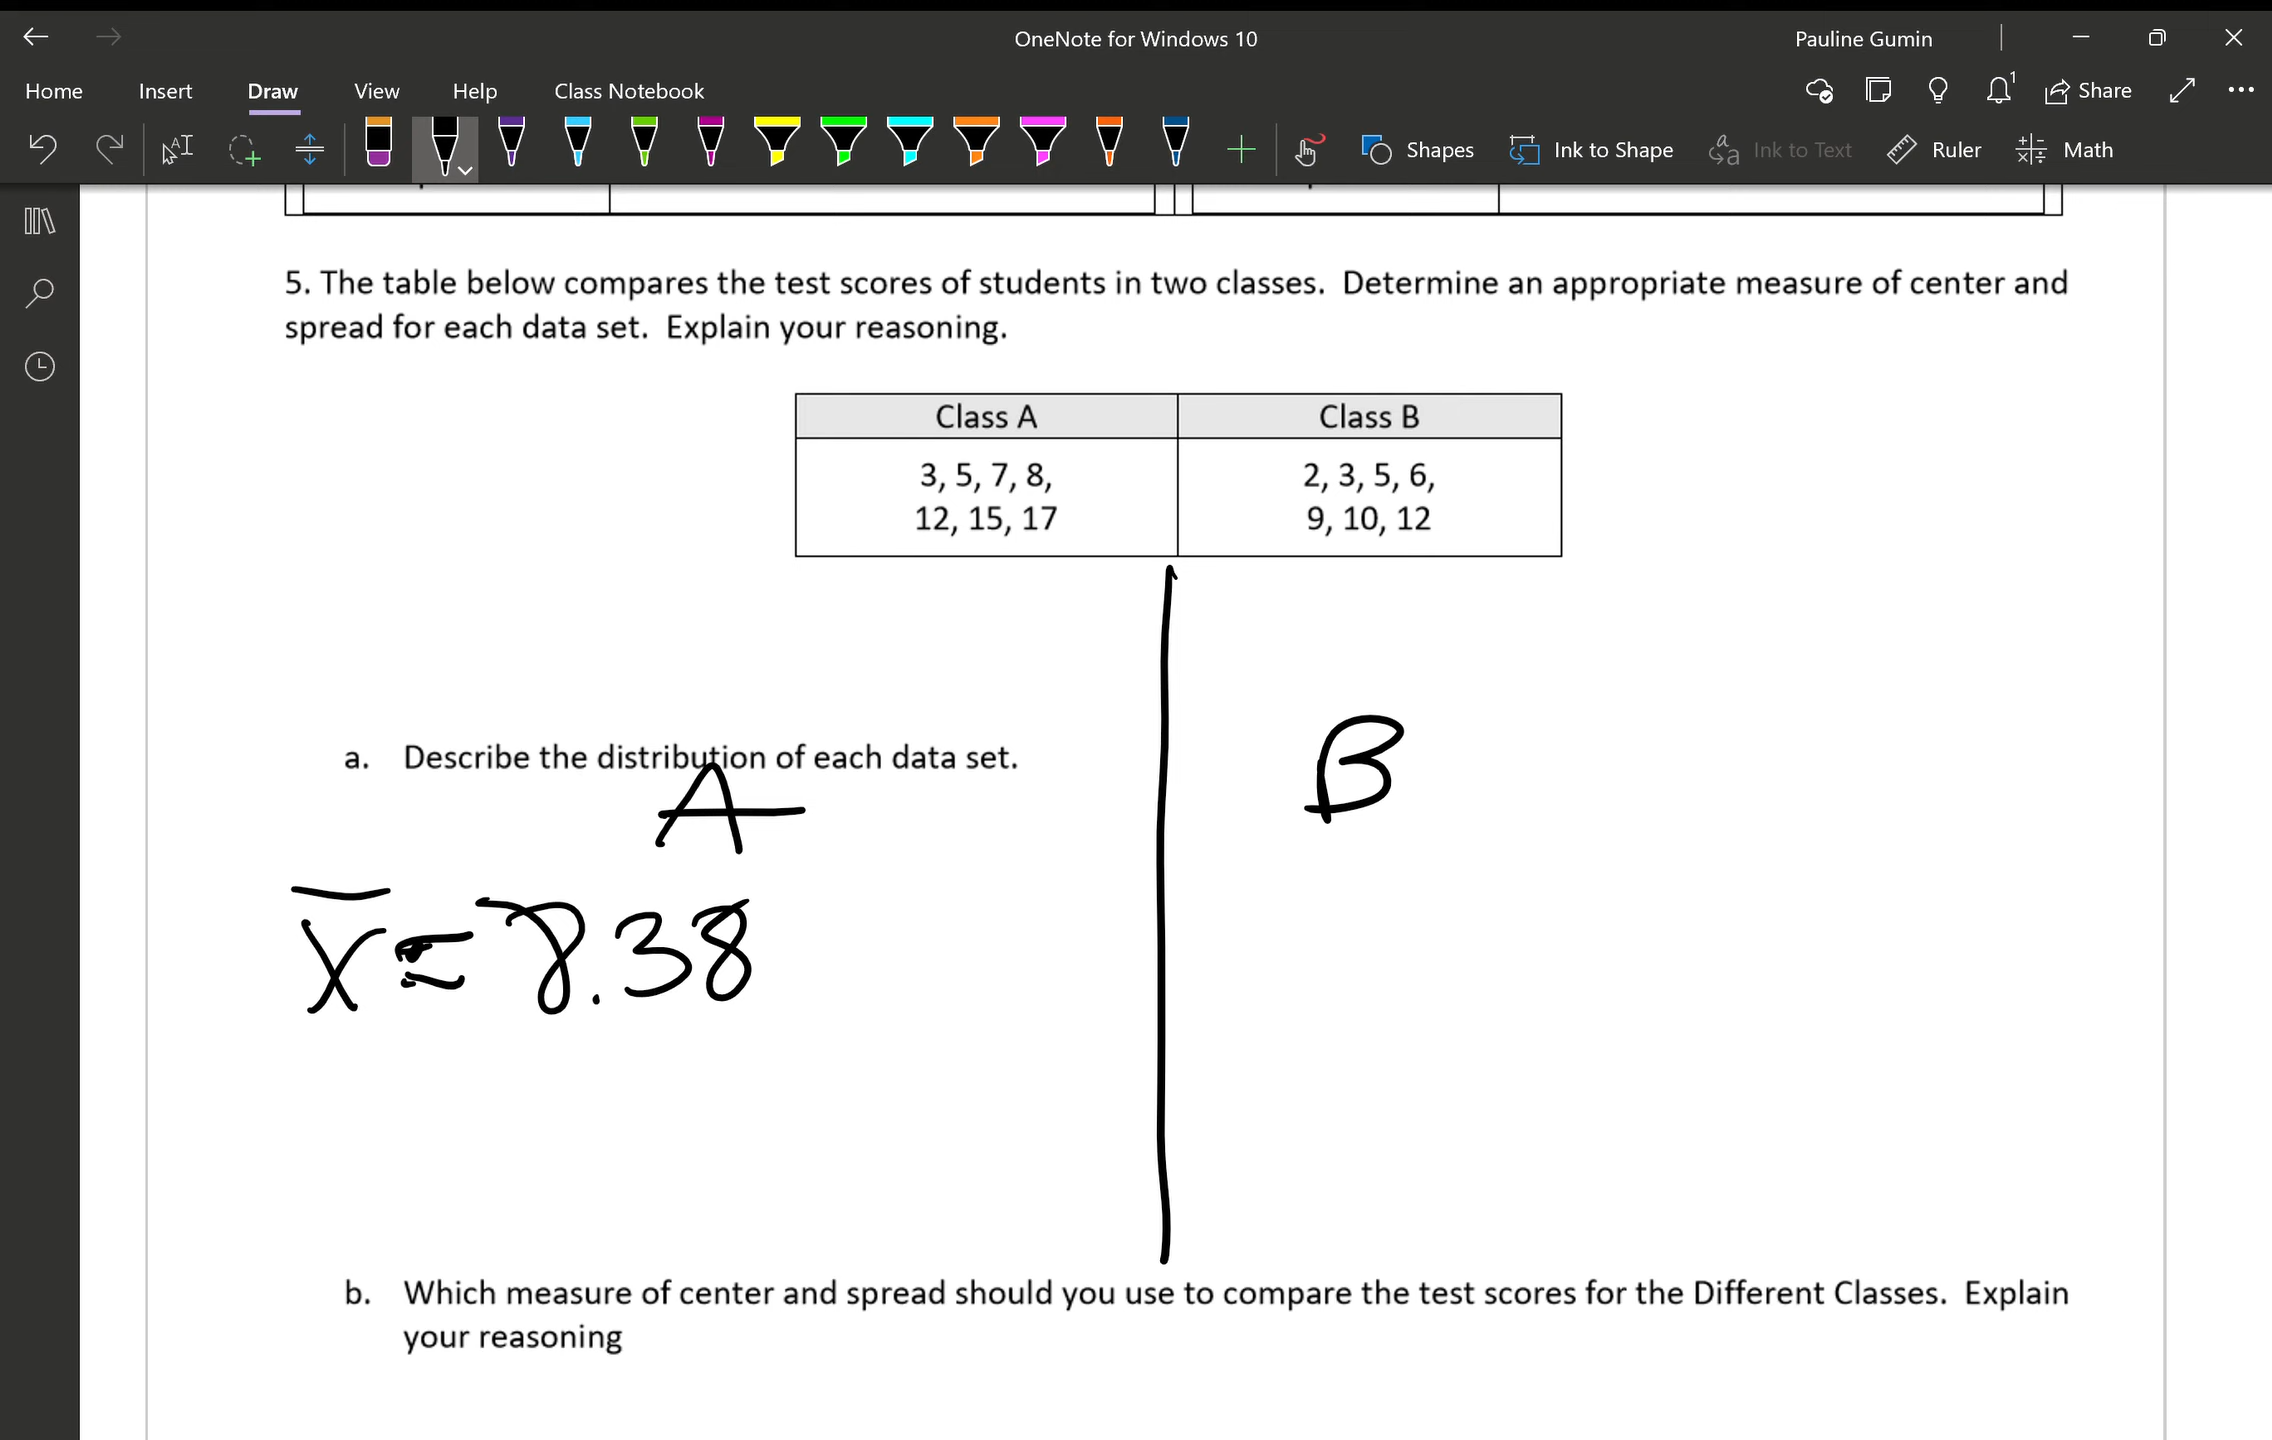 OneNote for Windows 10
Pauline Gumin
Home Insert Draw View Help Class Notebook
1 Share
Shapes Ink to Shape Ink to Text Ruler Math
5. The table below compares the test scores of students in two classes. Determine an appropriate measure of center and
spread for each data set. Explain your reasoning.
Class A Class B
3, 5, 7, 8, 2, 3, 5, 6,
12, 15, 17 9, 10, 12
a. Describe the distribution of each data set.
A B
x̄ = 8.38
b. Which measure of center and spread should you use to compare the test scores for the Different Classes. Explain
your reasoning